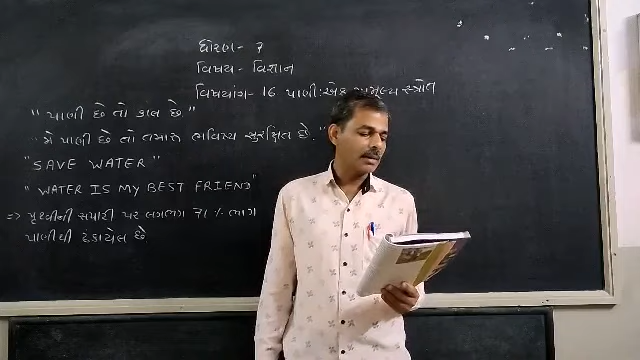 ધોરણ - 7
વિષય - વિજ્ઞાન
વિષયાંગ - 16 પાણી : એક અમૂલ્ય સ્ત્રોત
" પાણી છે તો કાલ છે."
" જો પાણી છે તો તમારું ભવિષ્ય સુરક્ષિત છે. "
"SAVE WATER"
" WATER IS MY BEST FRIEND"
=> પૃથ્વીની સપાટી પર લગભગ 71 % ભાગ
પાણીથી ઢંકાયેલ છે